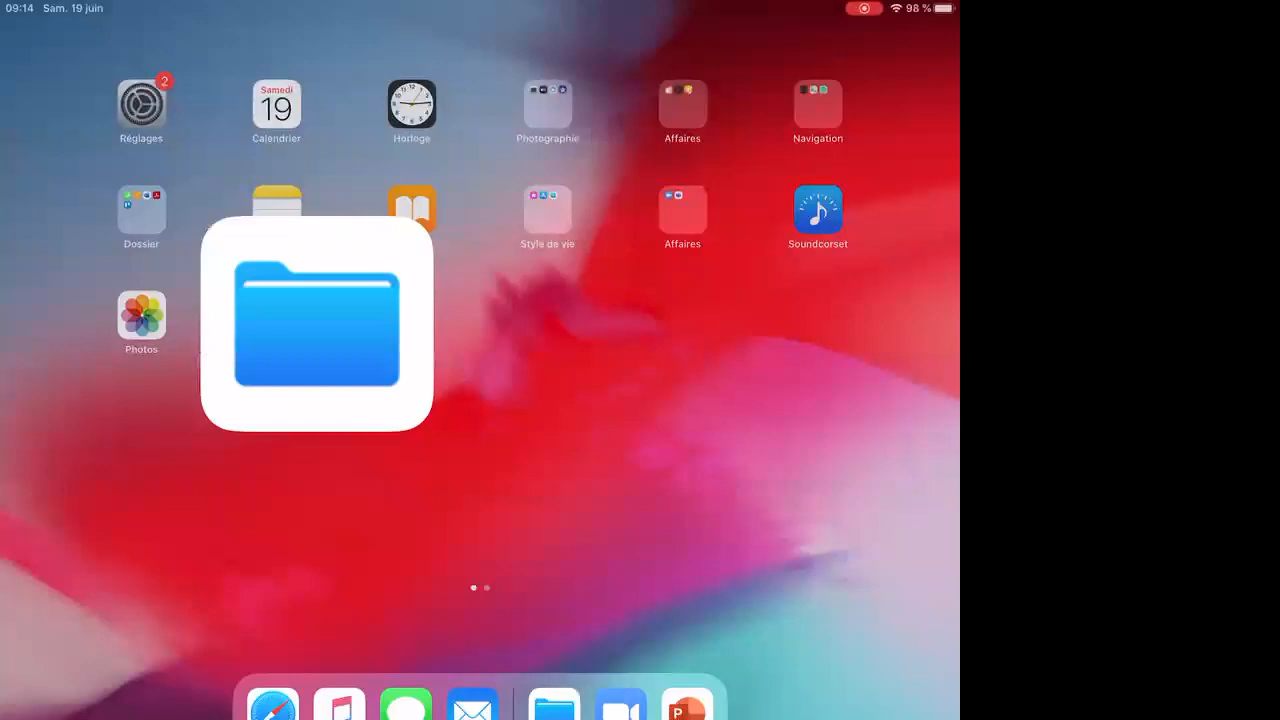 09:14 Sam. 19 juin
98 %
2
Samedi
19
12
Réglages
Calendrier
Horloge
Photographie
Affaires
Navigation
Dossier
Style de vie
Affaires
Soundcorset
Photos
P